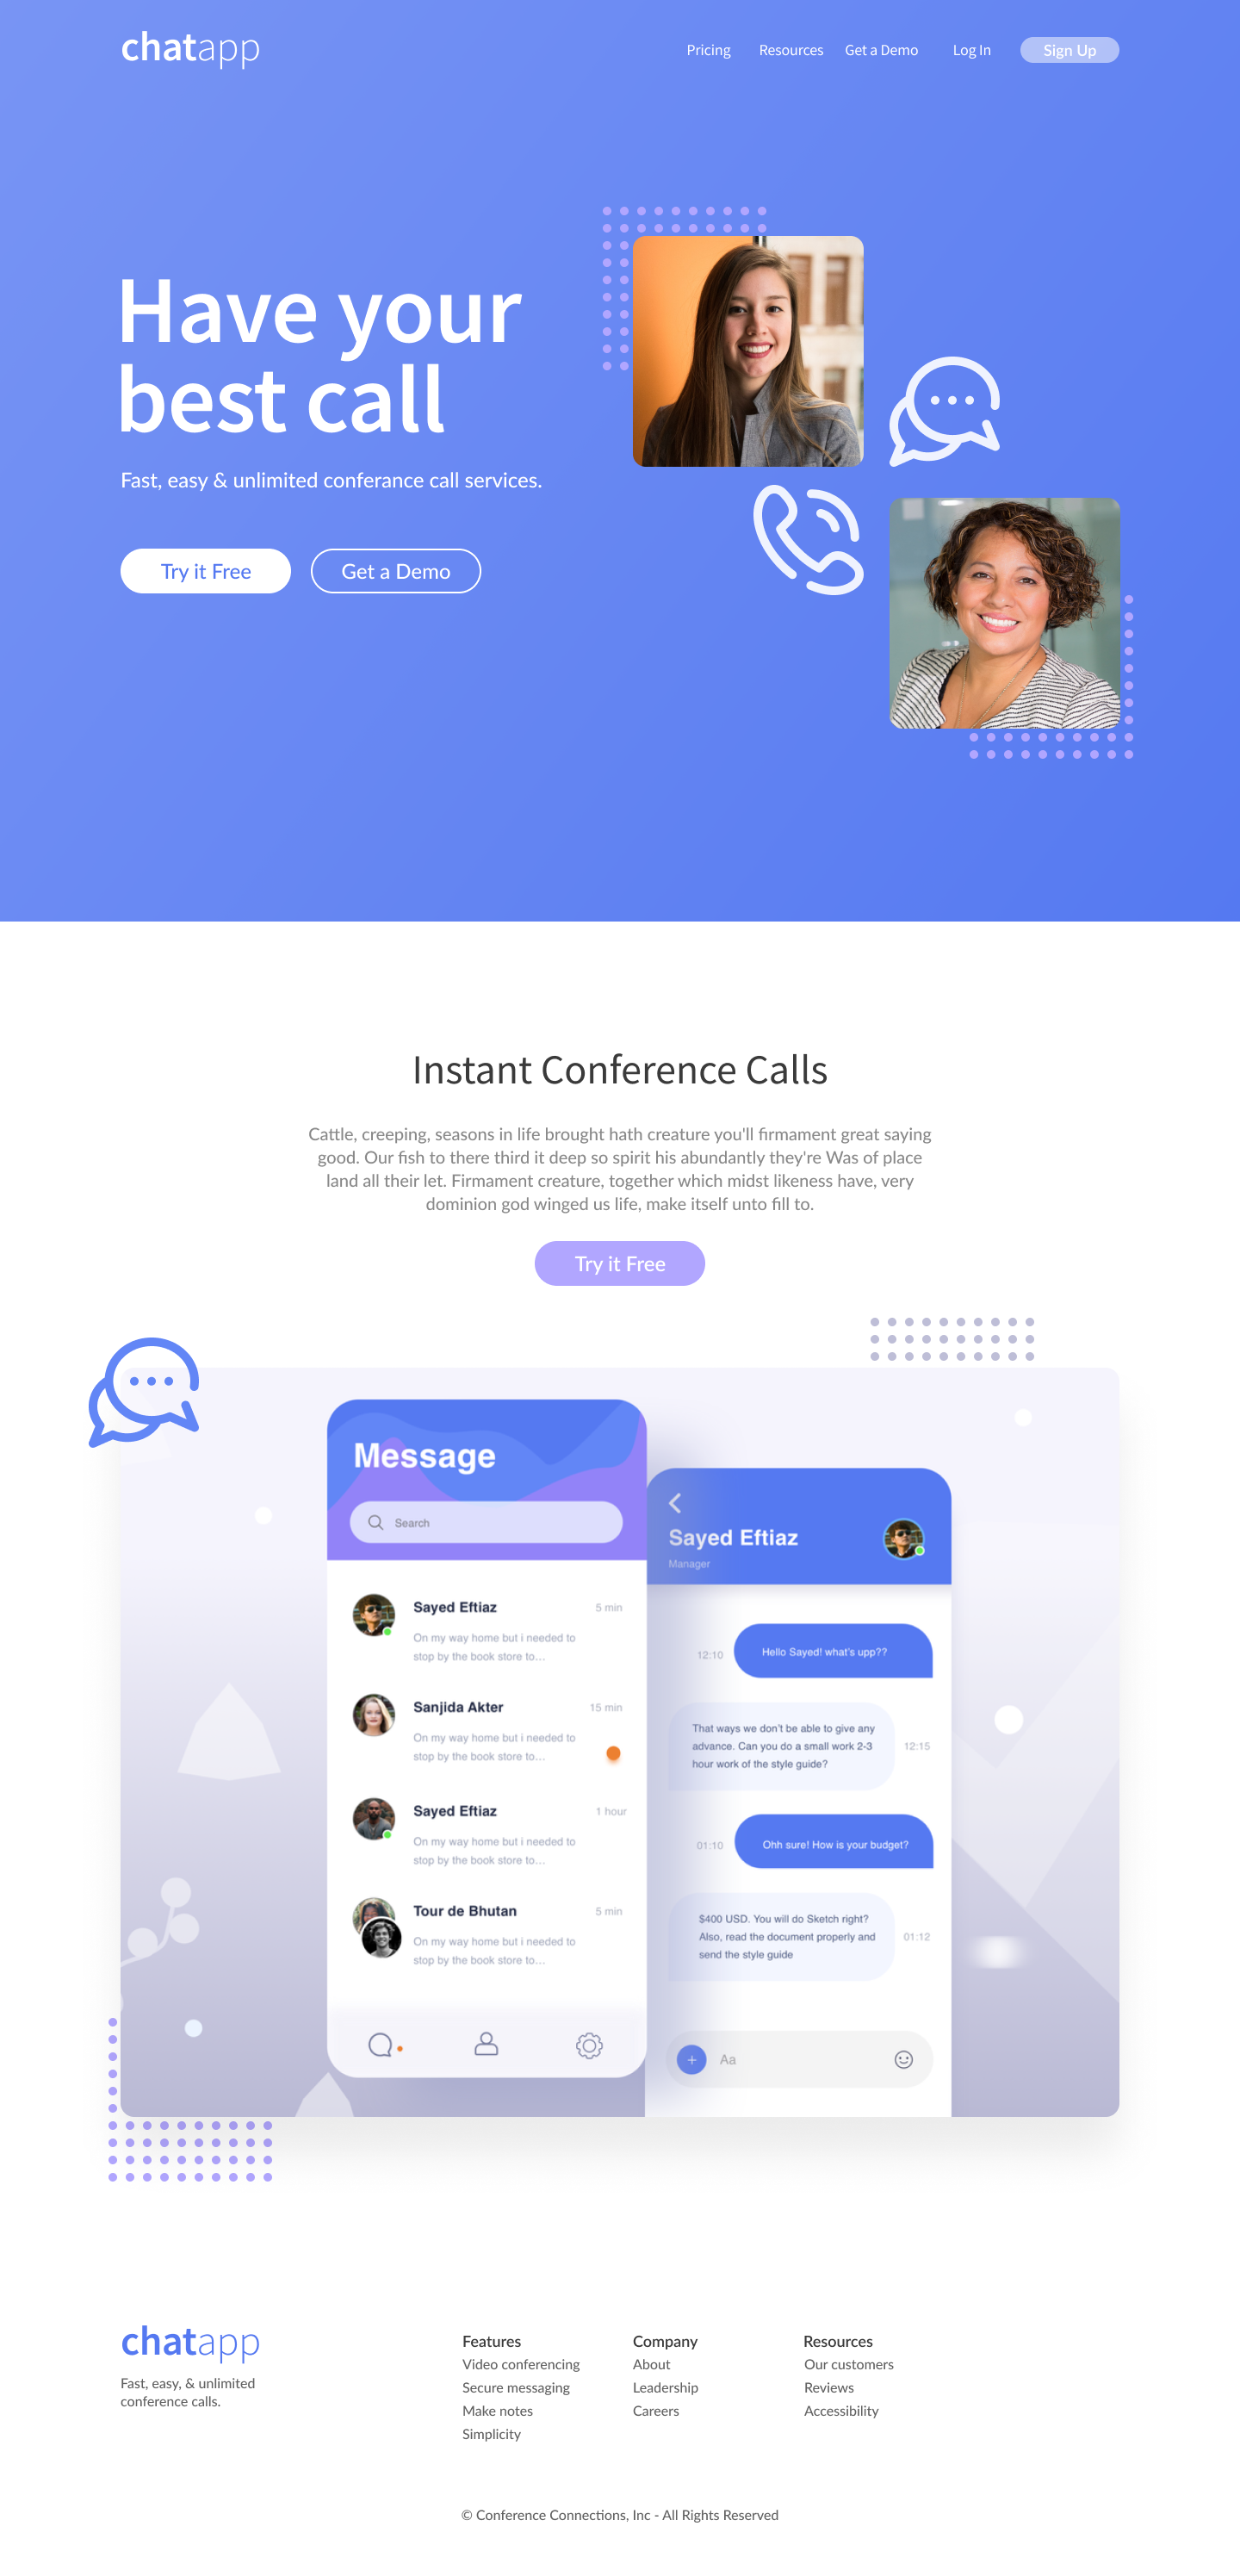 chatapp
Pricing Resources Get a Demo Log In Sign Up
Have your
best call
Fast, easy & unlimited conferance call services.
Try it Free Get a Demo
Instant Conference Calls
Cattle, creeping, seasons in life brought hath creature you'll firmament great saying
good. Our fish to there third it deep so spirit his abundantly they're Was of place
land all their let. Firmament creature, together which midst likeness have, very
dominion god winged us life, make itself unto fill to.
Try it Free
Message
Search
Sayed Eftiaz 5 min
On my way home but i needed to
stop by the book store to...
Sanjida Akter 15 min
On my way home but i needed to
stop by the book store to...
Sayed Eftiaz 1 hour
On my way home but i needed to
stop by the book store to...
Tour de Bhutan 5 min
On my way home but i needed to
stop by the book store to...
Sayed Eftiaz
Manager
12:10 Hello Sayed! what's upp??
That ways we don't be able to give any
advance. Can you do a small work 2-3
hour work of the style guide?
12:15
01:10 Ohh sure! How is your budget?
$400 USD. You will do Sketch right?
Also, read the document properly and
send the style guide
01:12
+ Aa
chatapp
Fast, easy, & unlimited
conference calls.
Features
Video conferencing
Secure messaging
Make notes
Simplicity
Company
About
Leadership
Careers
Resources
Our customers
Reviews
Accessibility
© Conference Connections, Inc - All Rights Reserved